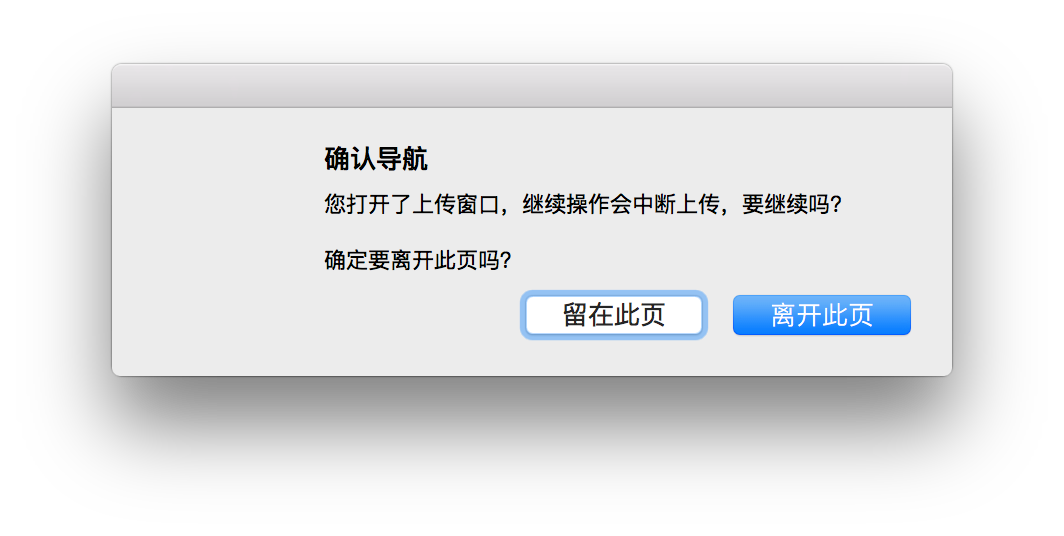 确认导航
您打开了上传窗口，继续操作会中断上传，要继续吗？
确定要离开此页吗？
留在此页
离开此页